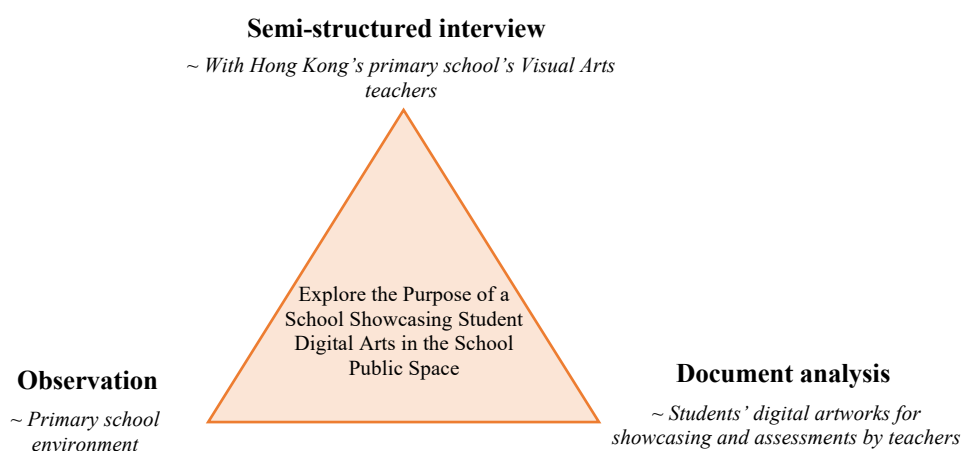 Semi-structured interview
~ With Hong Kong’s primary school’s Visual Arts
teachers
Explore the Purpose of a
School Showcasing Student
Digital Arts in the School
Public Space
Observation
~ Primary school
environment
Document analysis
~ Students’ digital artworks for
showcasing and assessments by teachers